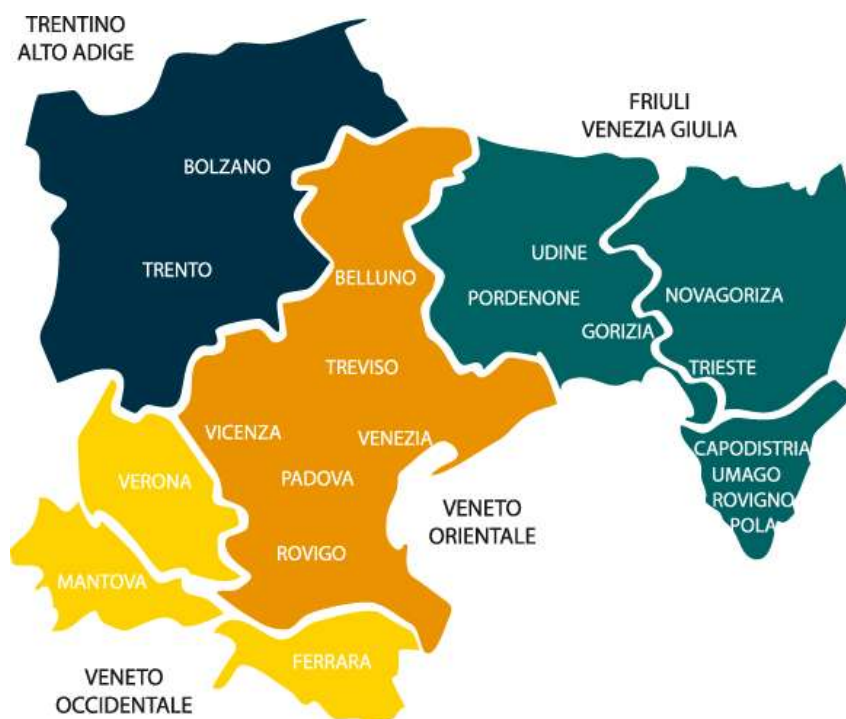 TRENTINO
ALTO ADIGE
FRIULI
VENEZIA GIULIA
BOLZANO
TRENTO
BELLUNO
UDINE
PORDENONE
NOVAGORIZA
GORIZIA
TREVISO
TRIESTE
VICENZA
VENEZIA
CAPODISTRIA
UMAGO
ROVIGNO
POLA
VERONA
PADOVA
VENETO
ORIENTALE
ROVIGO
MANTOVA
FERRARA
VENETO
OCCIDENTALE